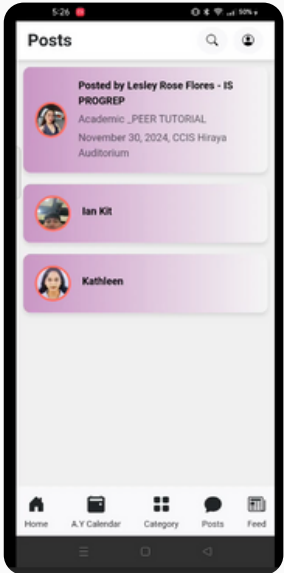 5:26
50%
Posts
Posted by Lesley Rose Flores - IS
PROGREP
Academic _PEER TUTORIAL
November 30, 2024, CCIS Hiraya
Auditorium
Ian Kit
Kathleen
Home
A.Y Calendar
Category
Posts
Feed